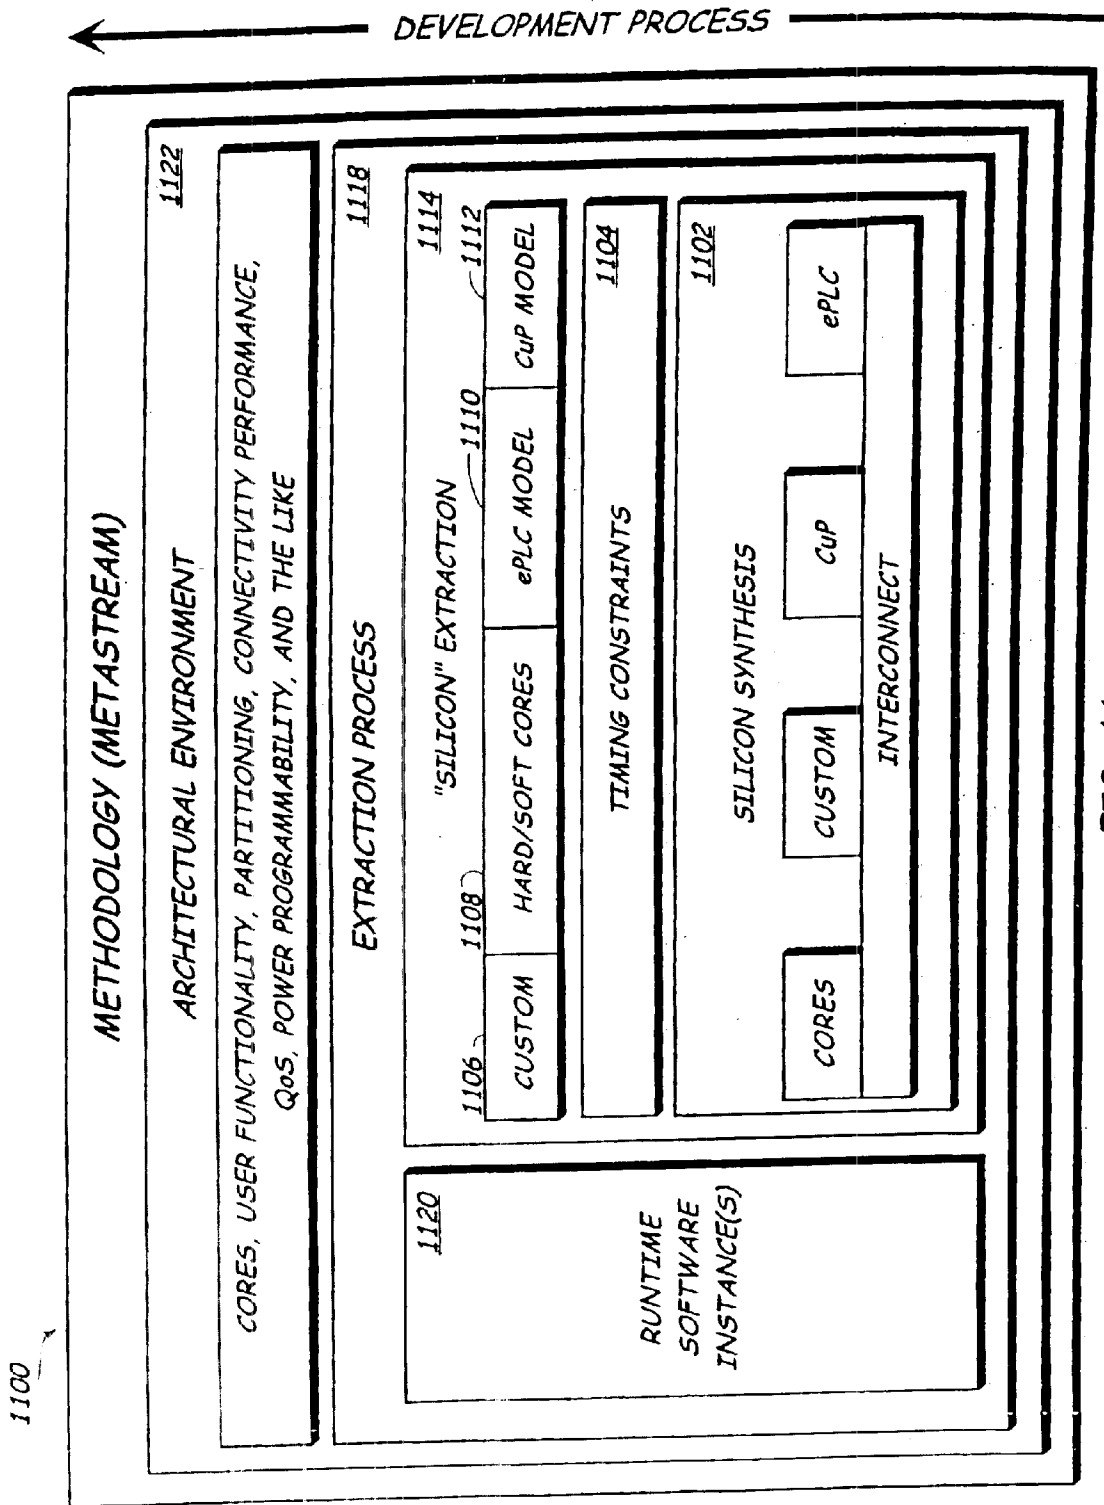 1100
METHODOLOGY (METASTREAM)
1122
ARCHITECTURAL ENVIRONMENT
CORES, USER FUNCTIONALITY, PARTITIONING, CONNECTIVITY PERFORMANCE,
QoS, POWER PROGRAMMABILITY, AND THE LIKE
1118
EXTRACTION PROCESS
1120
RUNTIME
SOFTWARE
INSTANCE(S)
1114
"SILICON" EXTRACTION
1106
1108
1110
1112
CUSTOM
HARD/SOFT CORES
ePLC MODEL
CuP MODEL
1104
TIMING CONSTRAINTS
1102
SILICON SYNTHESIS
CORES
CUSTOM
CuP
ePLC
INTERCONNECT
DEVELOPMENT PROCESS